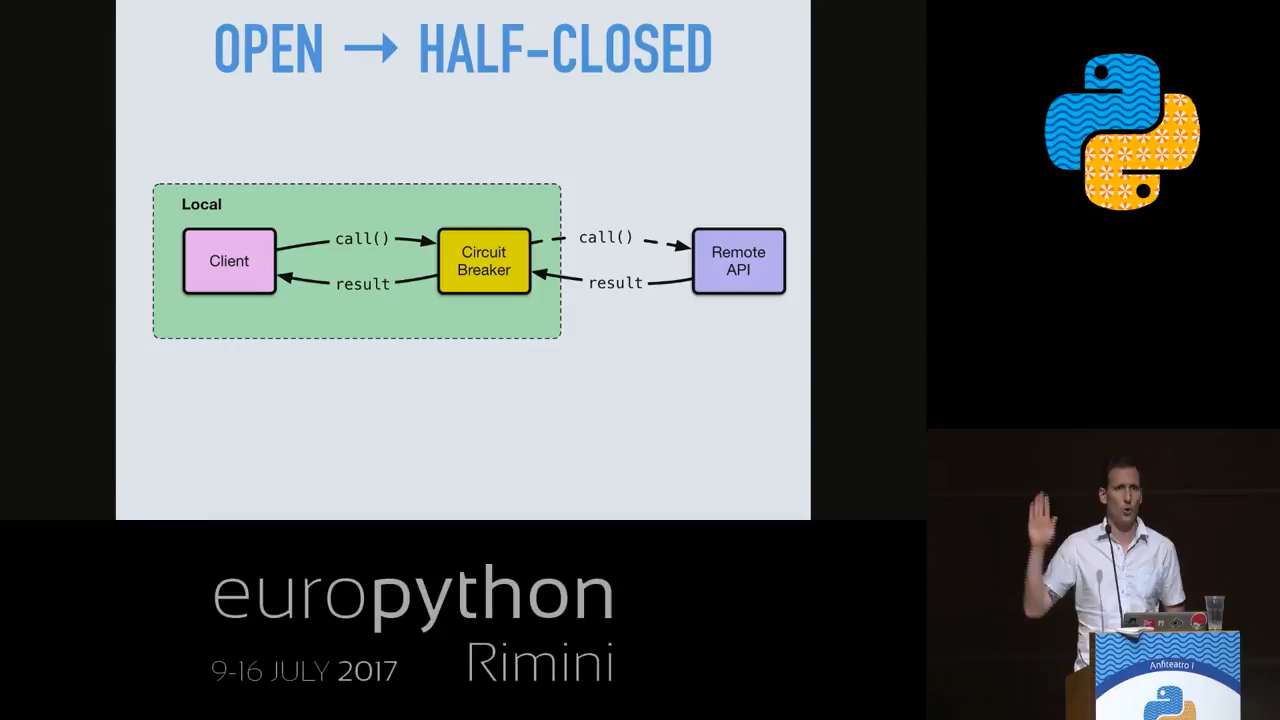 OPEN → HALF-CLOSED
Local
Client
call()
result
Circuit
Breaker
call()
result
Remote
API
europython
9-16 JULY 2017
Rimini
Anfiteatro I